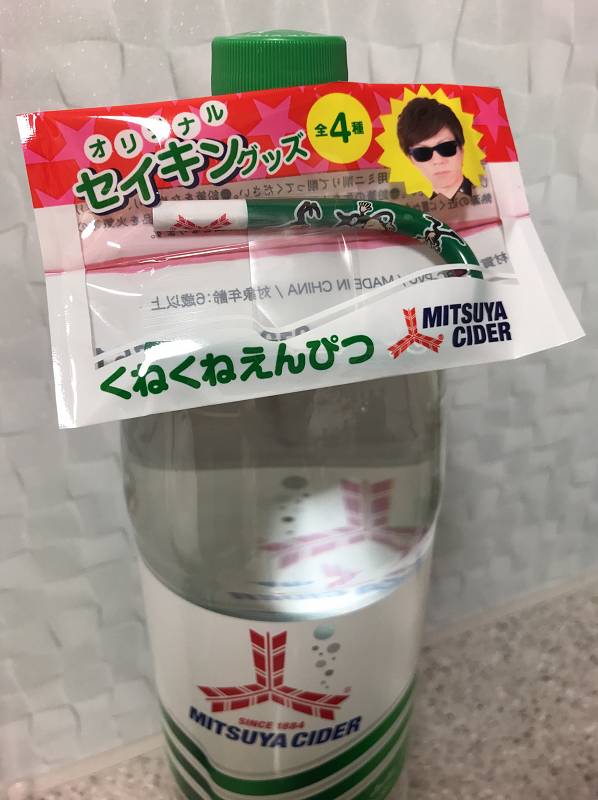 オリジナル
セイキングッズ
全4種
MADE IN CHINA / 対象年齢:6歳以上
くねくねえんぴつ
MITSUYA
CIDER
SINCE 1884
MITSUYA CIDER